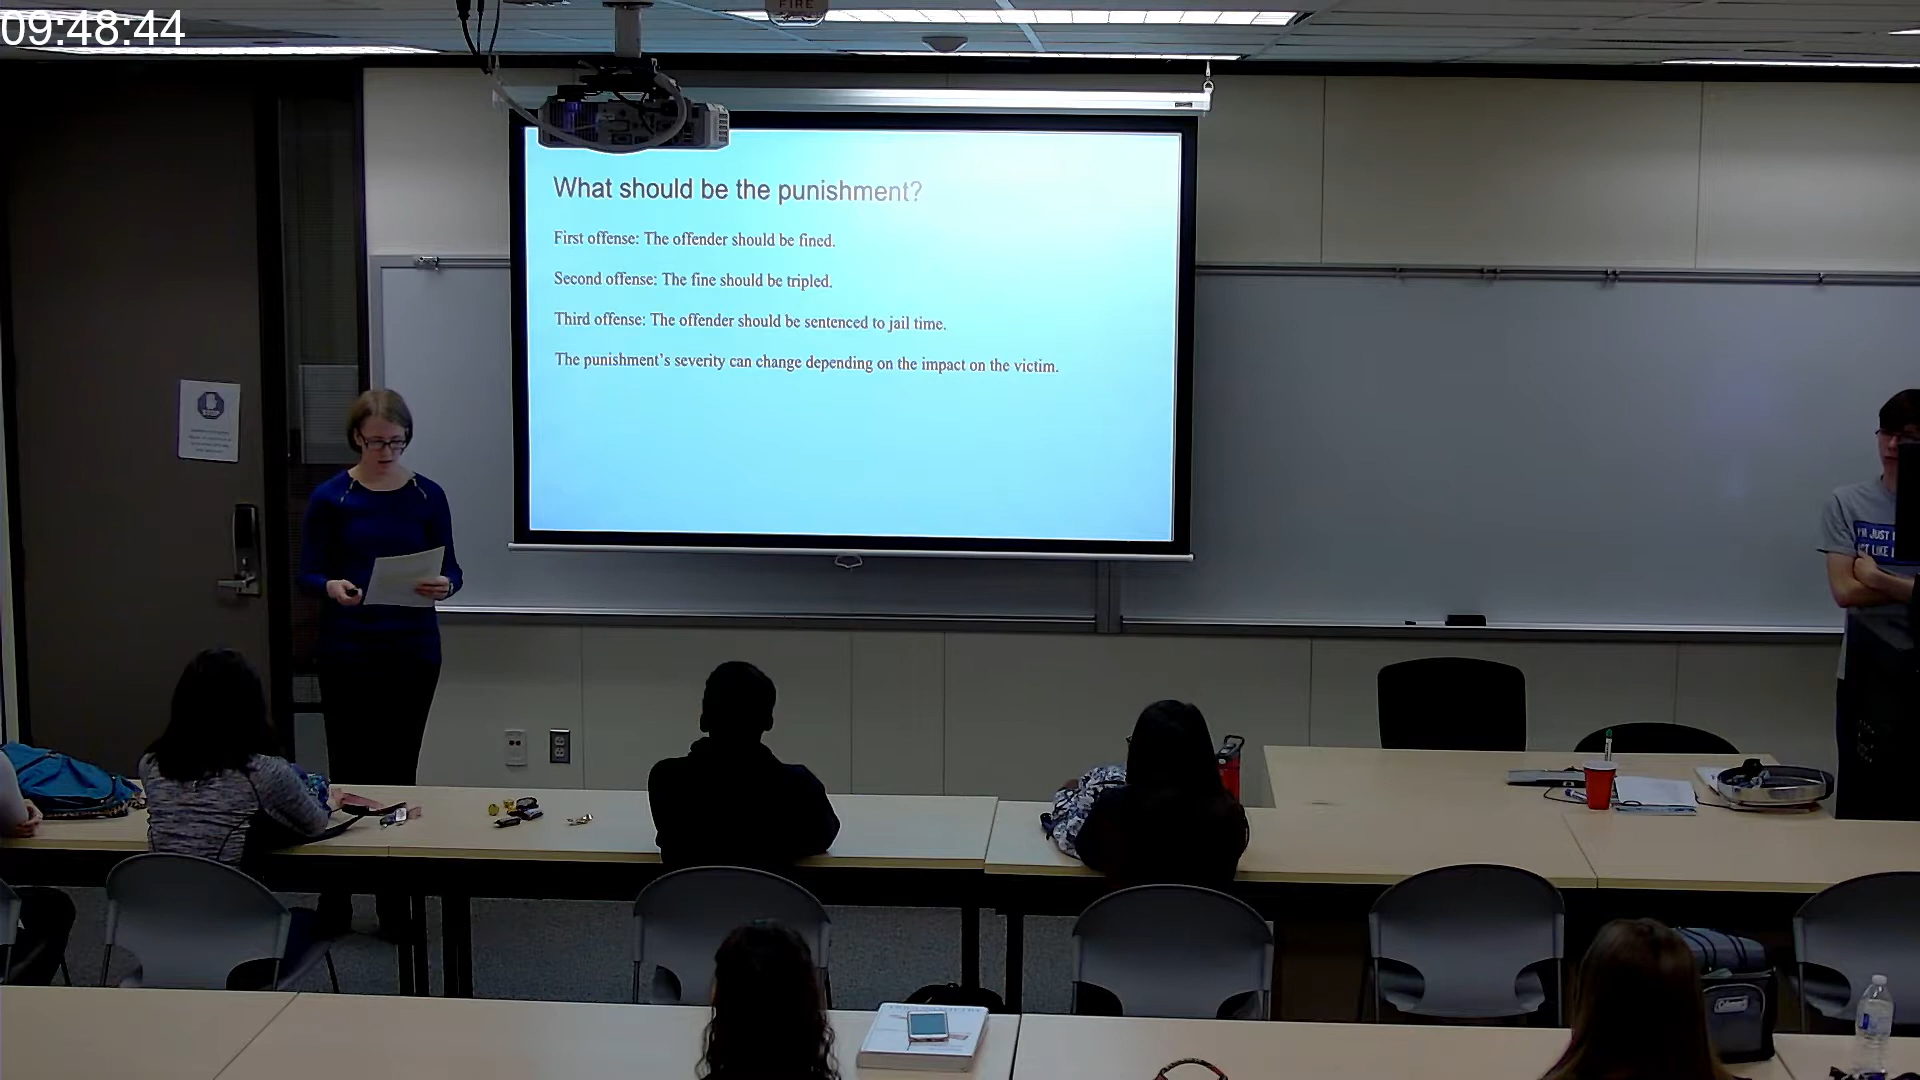 09:48:44
FIRE
What should be the punishment?
First offense: The offender should be fined.
Second offense: The fine should be tripled.
Third offense: The offender should be sentenced to jail time.
The punishment's severity can change depending on the impact on the victim.
STOP
I'M JUST
Coleman